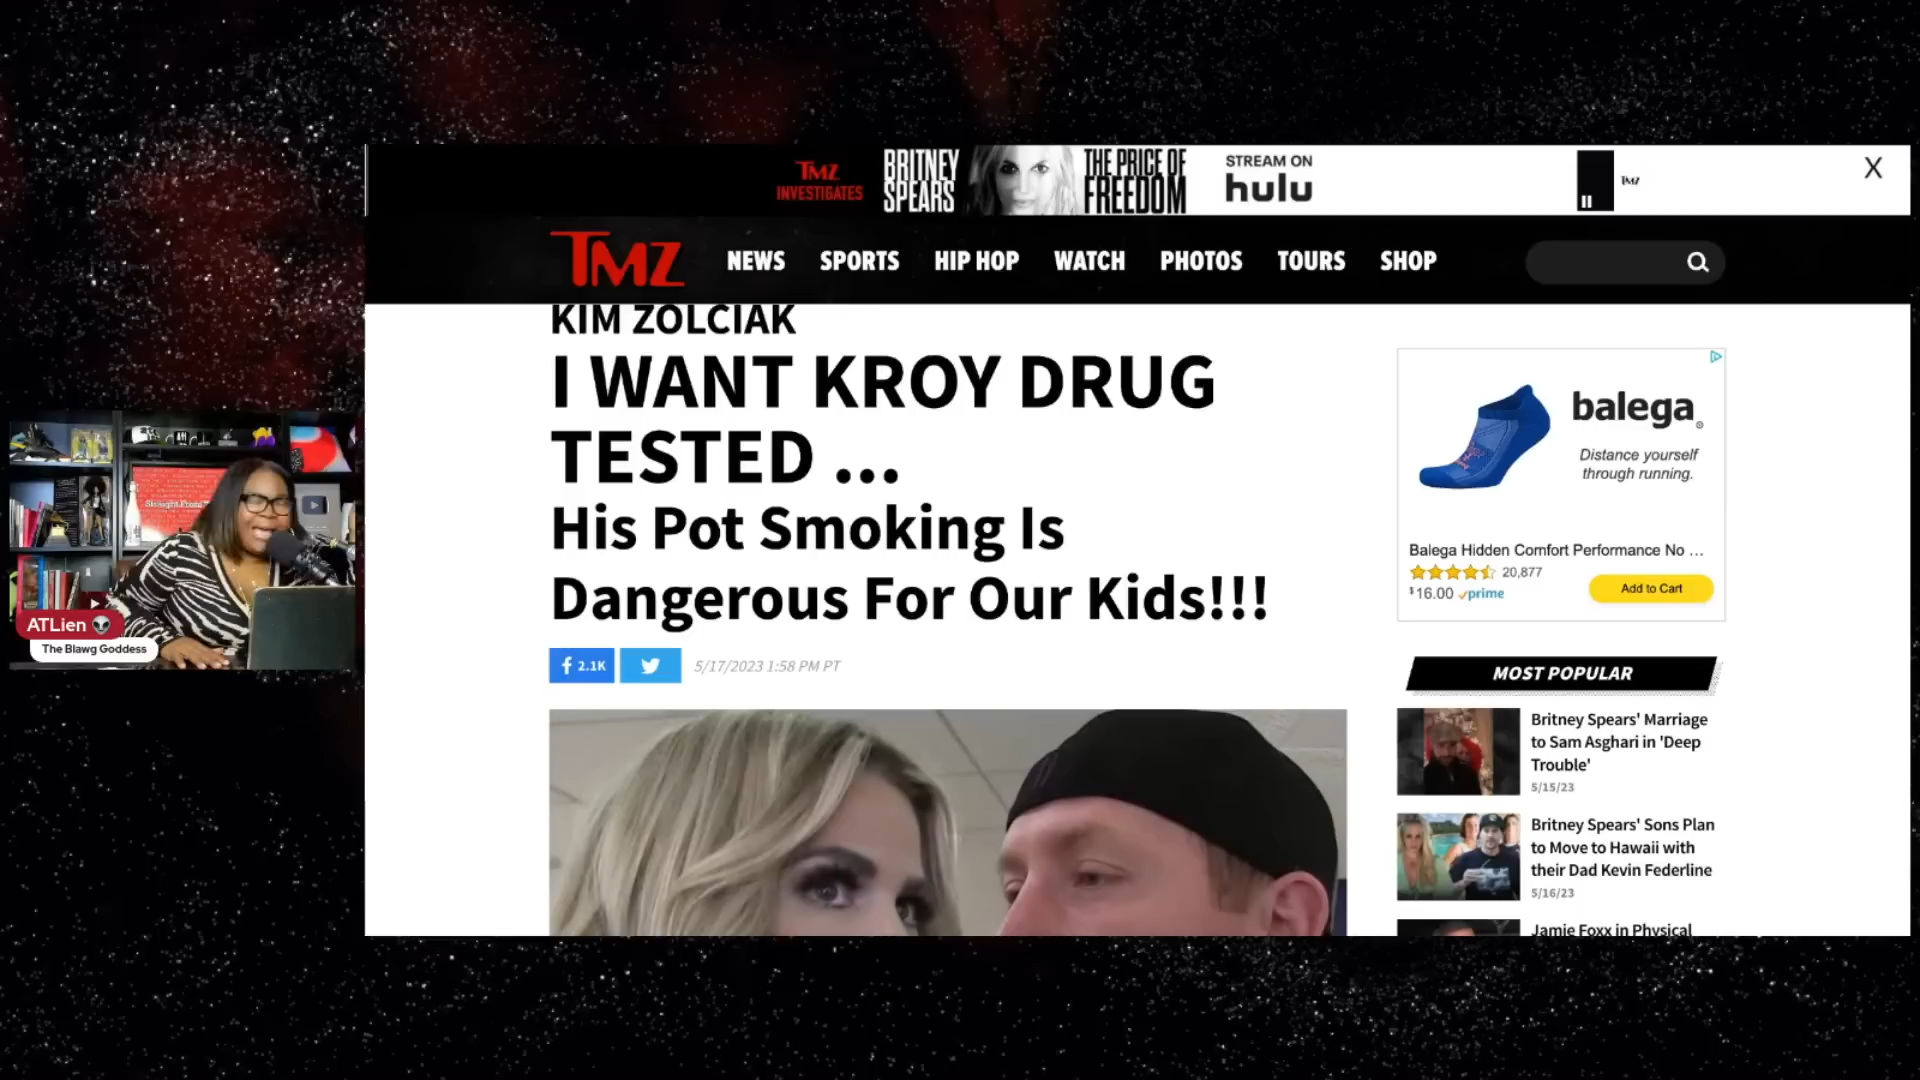 TMZ
INVESTIGATES
BRITNEY
SPEARS
THE PRICE OF
FREEDOM
STREAM ON
hulu
TMZ
X
TMZ
NEWS SPORTS HIP HOP WATCH PHOTOS TOURS SHOP
KIM ZOLCIAK
I WANT KROY DRUG
TESTED ...
His Pot Smoking Is
Dangerous For Our Kids!!!
f 2.1K
5/17/2023 1:58 PM PT
balega®
Distance yourself
through running.
Balega Hidden Comfort Performance No ...
20,877
$16.00 prime
Add to Cart
MOST POPULAR
Britney Spears' Marriage
to Sam Asghari in 'Deep
Trouble'
5/15/23
Britney Spears' Sons Plan
to Move to Hawaii with
their Dad Kevin Federline
5/16/23
Jamie Foxx in Physical
ATLien 👽
The Blawg Goddess